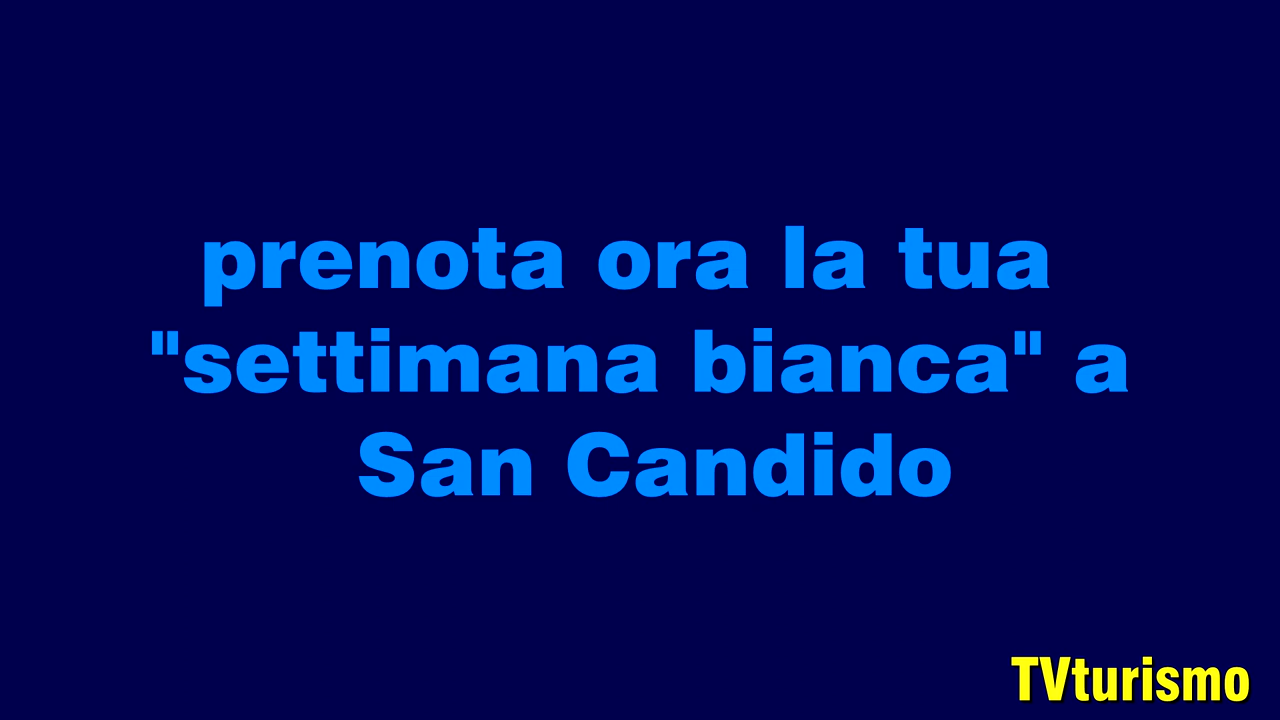 prenota ora la tua
"settimana bianca" a
San Candido
TVturismo